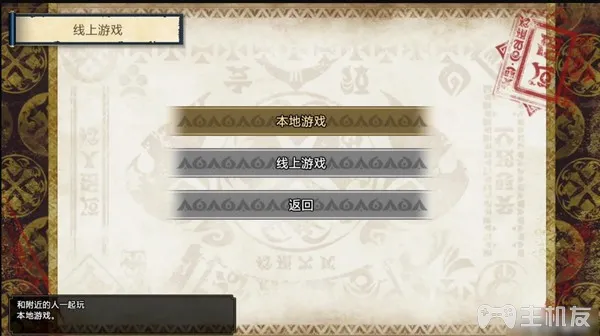 线上游戏
本地游戏
线上游戏
返回
和附近的人一起玩
本地游戏。
主机友